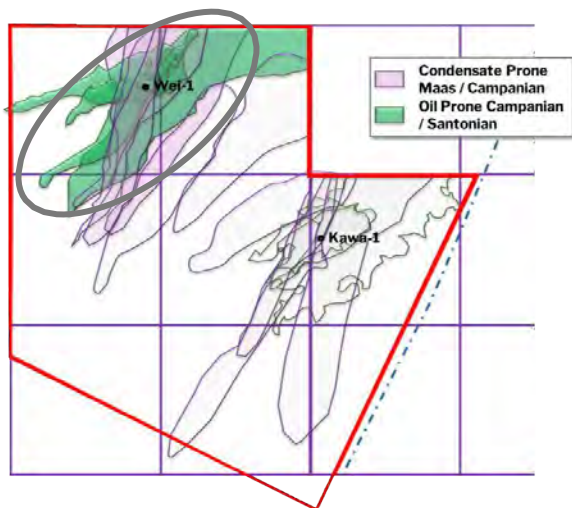 Condensate Prone
Maas / Campanian
Oil Prone Campanian
/ Santonian
Wei-1
Kawa-1